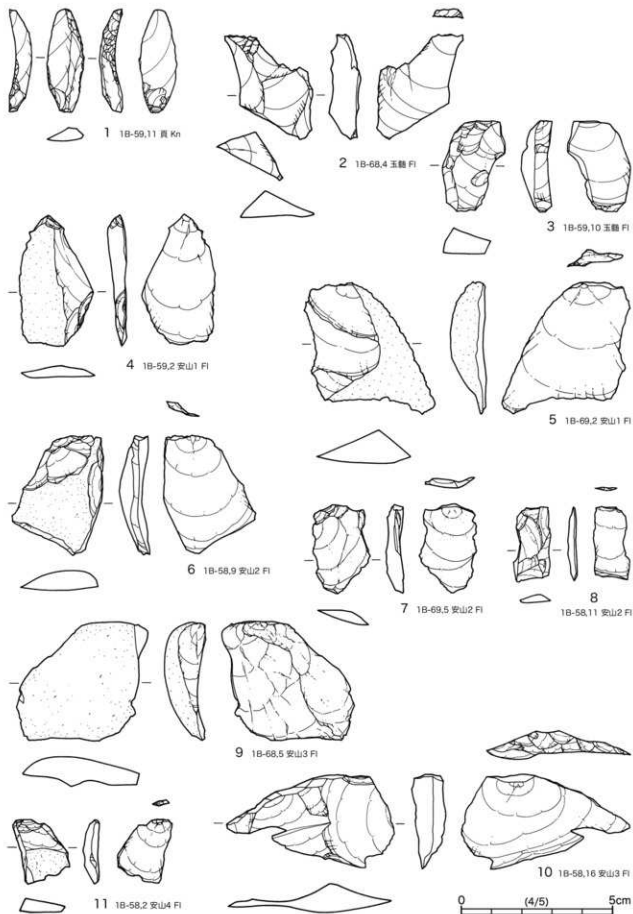 1 1B-59,11 頁 Kn
2 1B-68,4 玉髄 Fl
3 1B-59,10 玉髄 Fl
4 1B-59,2 安山1 Fl
5 1B-69,2 安山1 Fl
6 1B-58,9 安山2 Fl
7 1B-69,5 安山2 Fl
8
1B-58,11 安山2 Fl
9 1B-68,5 安山3 Fl
10 1B-58,16 安山3 Fl
11 1B-58,2 安山4 Fl
0 (4/5) 5cm